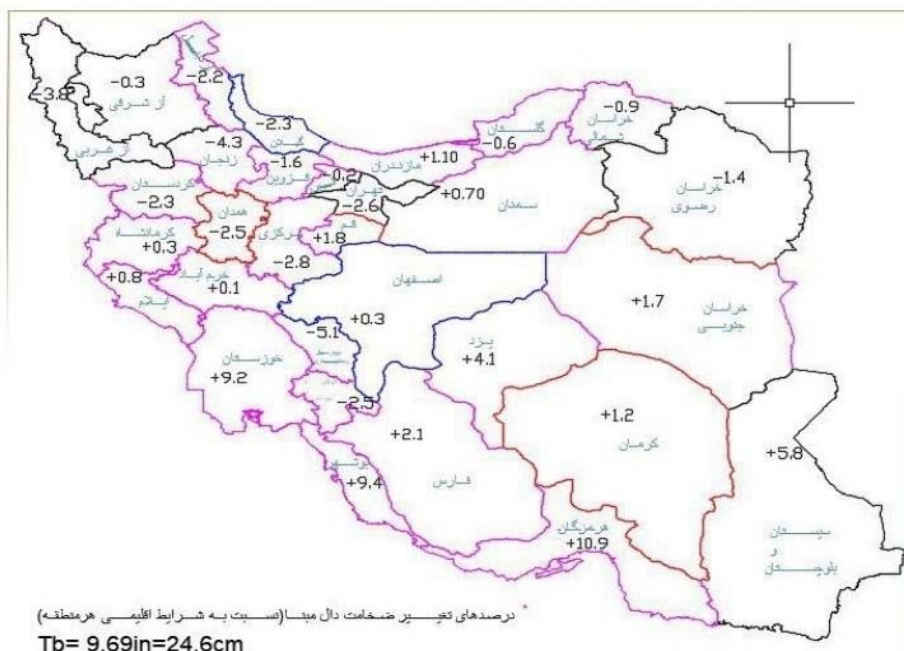 -2.2
-0.3
-3.8
آز شرقی
-0.9
خراسان
شمالی
-2.3
گیلان
گلستان
-0.6
آز غربی
-4.3
زنجان
-1.6
قزوین
+1.10
مازندران
-0.2
تهران
-2.6
+0.70
سمنان
-1.4
خراسان
رضوی
کردستان
-2.3
همدان
-2.5
مرکزی
قم
+1.8
کرمانشاه
+0.3
-2.8
+0.8
خرم آباد
+0.1
ایلام
اصفهان
+0.3
+1.7
خراسان
جنوبی
-5.1
یزد
+4.1
خوزستان
+9.2
-2.5
+1.2
کرمان
+2.1
فارس
+5.8
بوشهر
+9.4
هرمزگان
+10.9
سیستان
و
بلوچستان
درصدهای تغییر ضخامت دال مبنا (نسبت به شرایط اقلیمی هرمنطقه) *
Tb= 9.69in=24.6cm